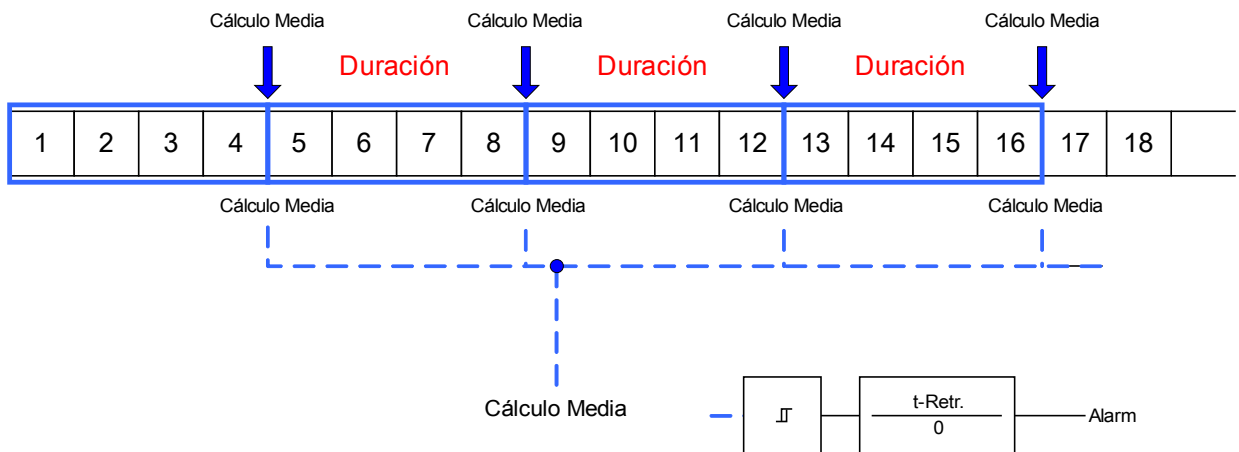 Cálculo Media Cálculo Media Cálculo Media Cálculo Media
Duración Duración Duración
1 2 3 4 5 6 7 8 9 10 11 12 13 14 15 16 17 18
Cálculo Media Cálculo Media Cálculo Media Cálculo Media
Cálculo Media
t-Retr.
0
Alarm